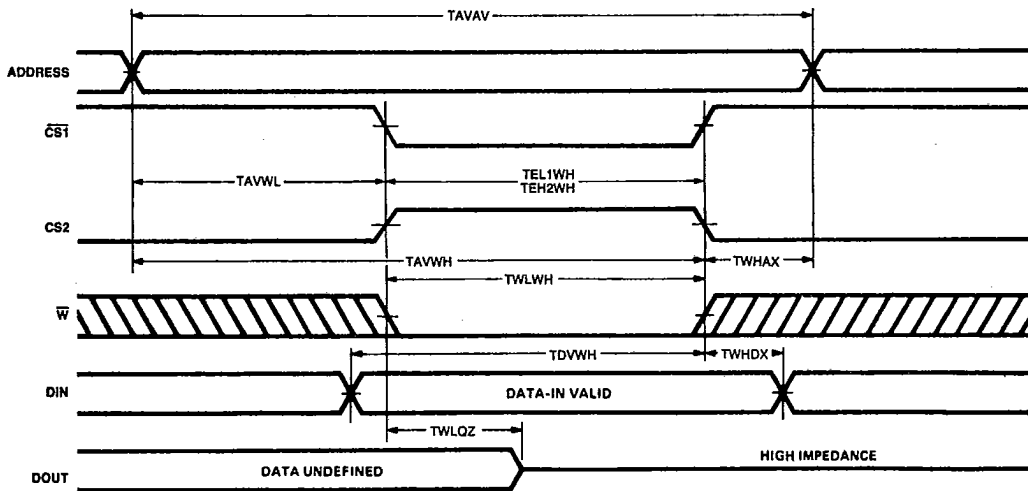 TAVAV
ADDRESS
CS1
TAVWL
TEL1WH
TEH2WH
CS2
TAVWH
TWHAX
TWLWH
W
TDVWH
TWHDX
DIN
DATA-IN VALID
TWLQZ
DOUT
DATA UNDEFINED
HIGH IMPEDANCE